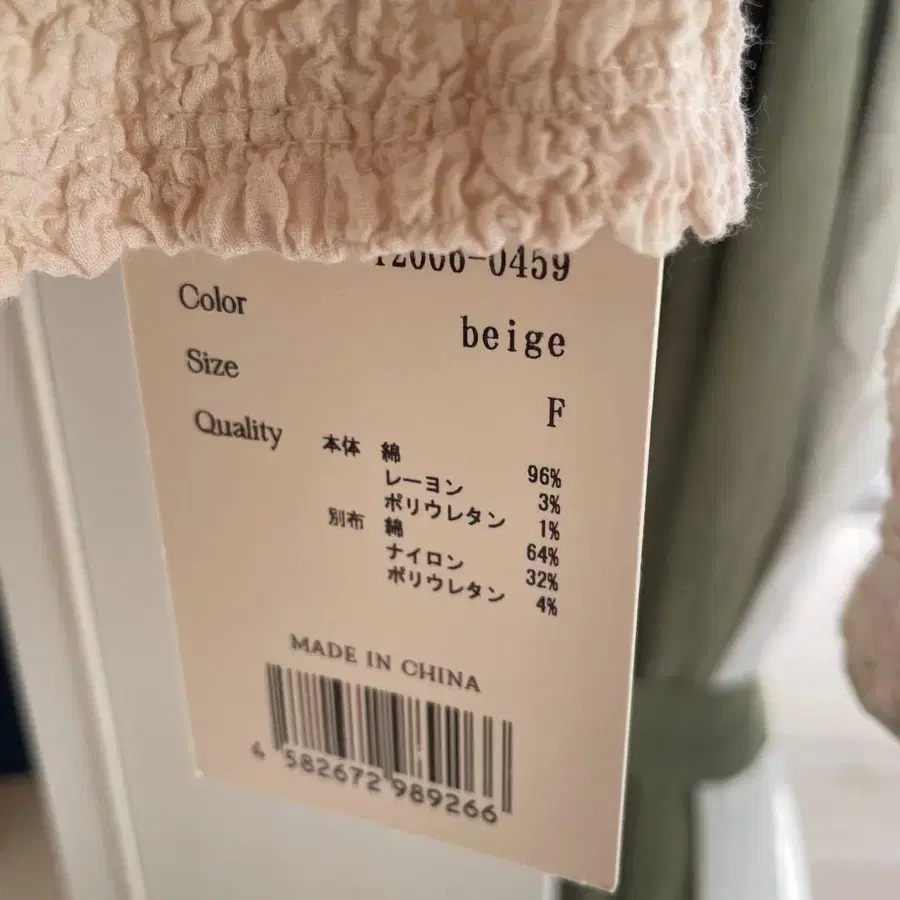 12006-0459
Color beige
Size F
Quality
本体 綿 96%
レーヨン 3%
ポリウレタン 1%
別布 綿 64%
ナイロン 32%
ポリウレタン 4%
MADE IN CHINA
4 582672 989266